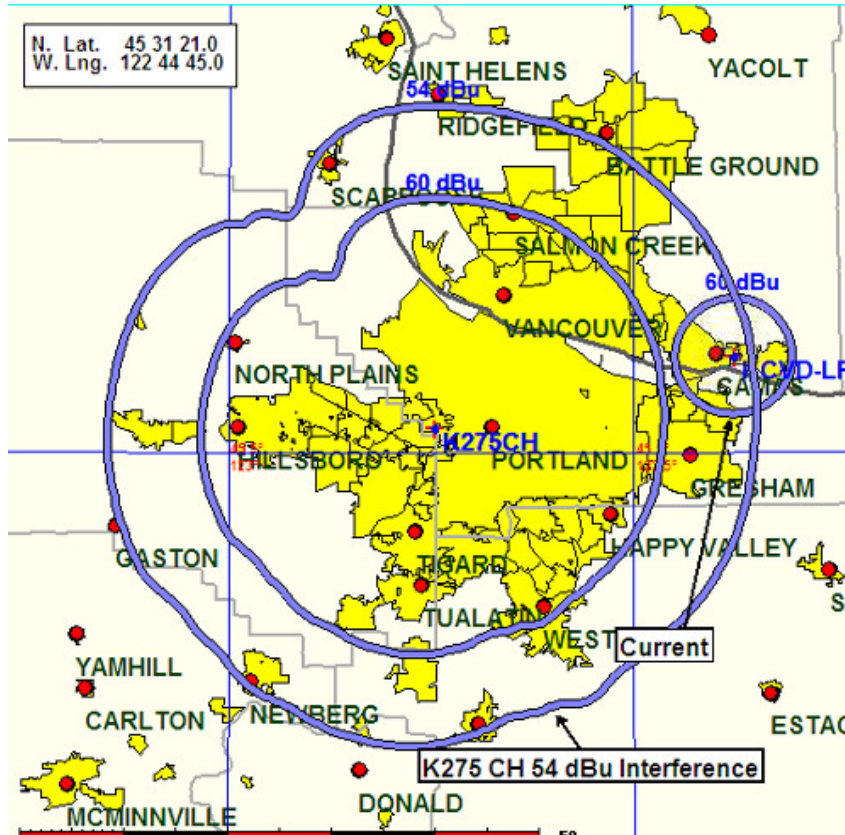 N. Lat. 45 31 21.0
W. Lng. 122 44 45.0
SAINT HELENS
YACOLT
54 dBu
RIDGEFIELD
BATTLE GROUND
60 dBu
SALMON CREEK
60 dBu
VANCOUVER
CAMAS
NORTH PLAINS
K275CH
HILLSBORO
PORTLAND
GRESHAM
GASTON
TIGARD
HAPPY VALLEY
TUALATIN
WEST
S
Current
YAMHILL
CARLTON
NEWBERG
ESTAC
K275 CH 54 dBu Interference
MCMINNVILLE
DONALD